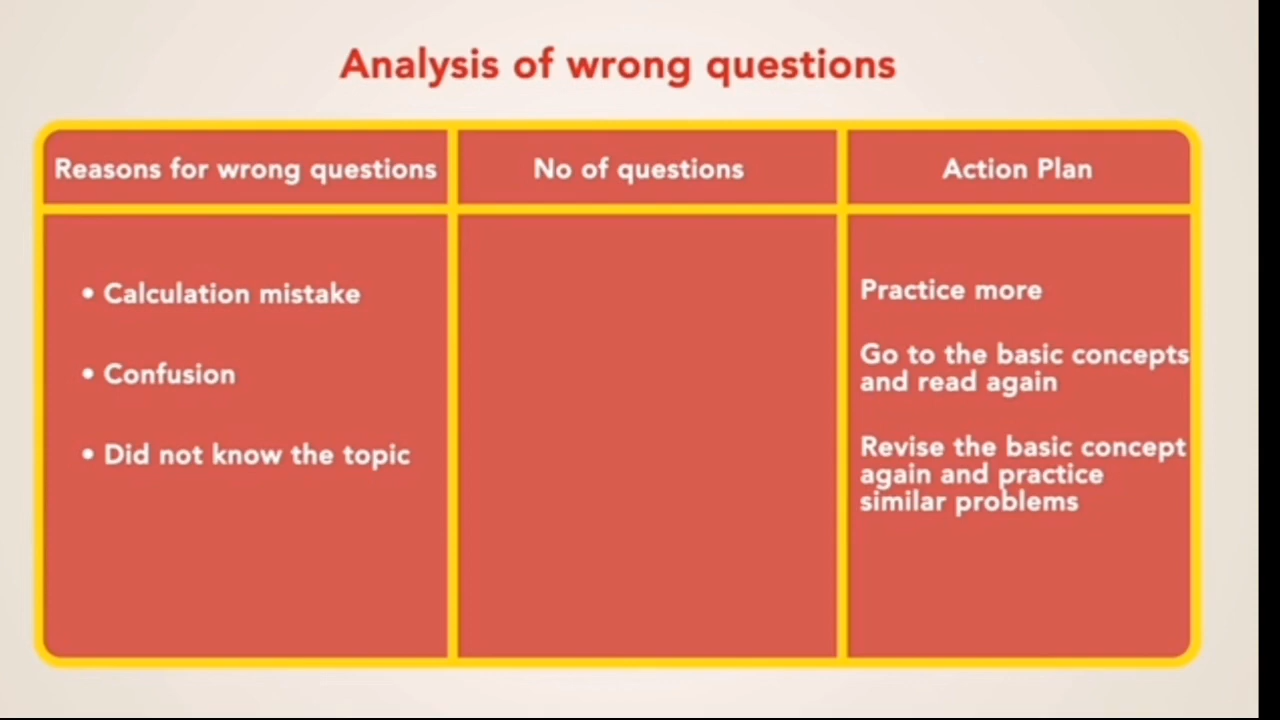 Analysis of wrong questions
Reasons for wrong questions
No of questions
Action Plan
• Calculation mistake
Practice more
• Confusion
Go to the basic concepts
and read again
• Did not know the topic
Revise the basic concept
again and practice
similar problems